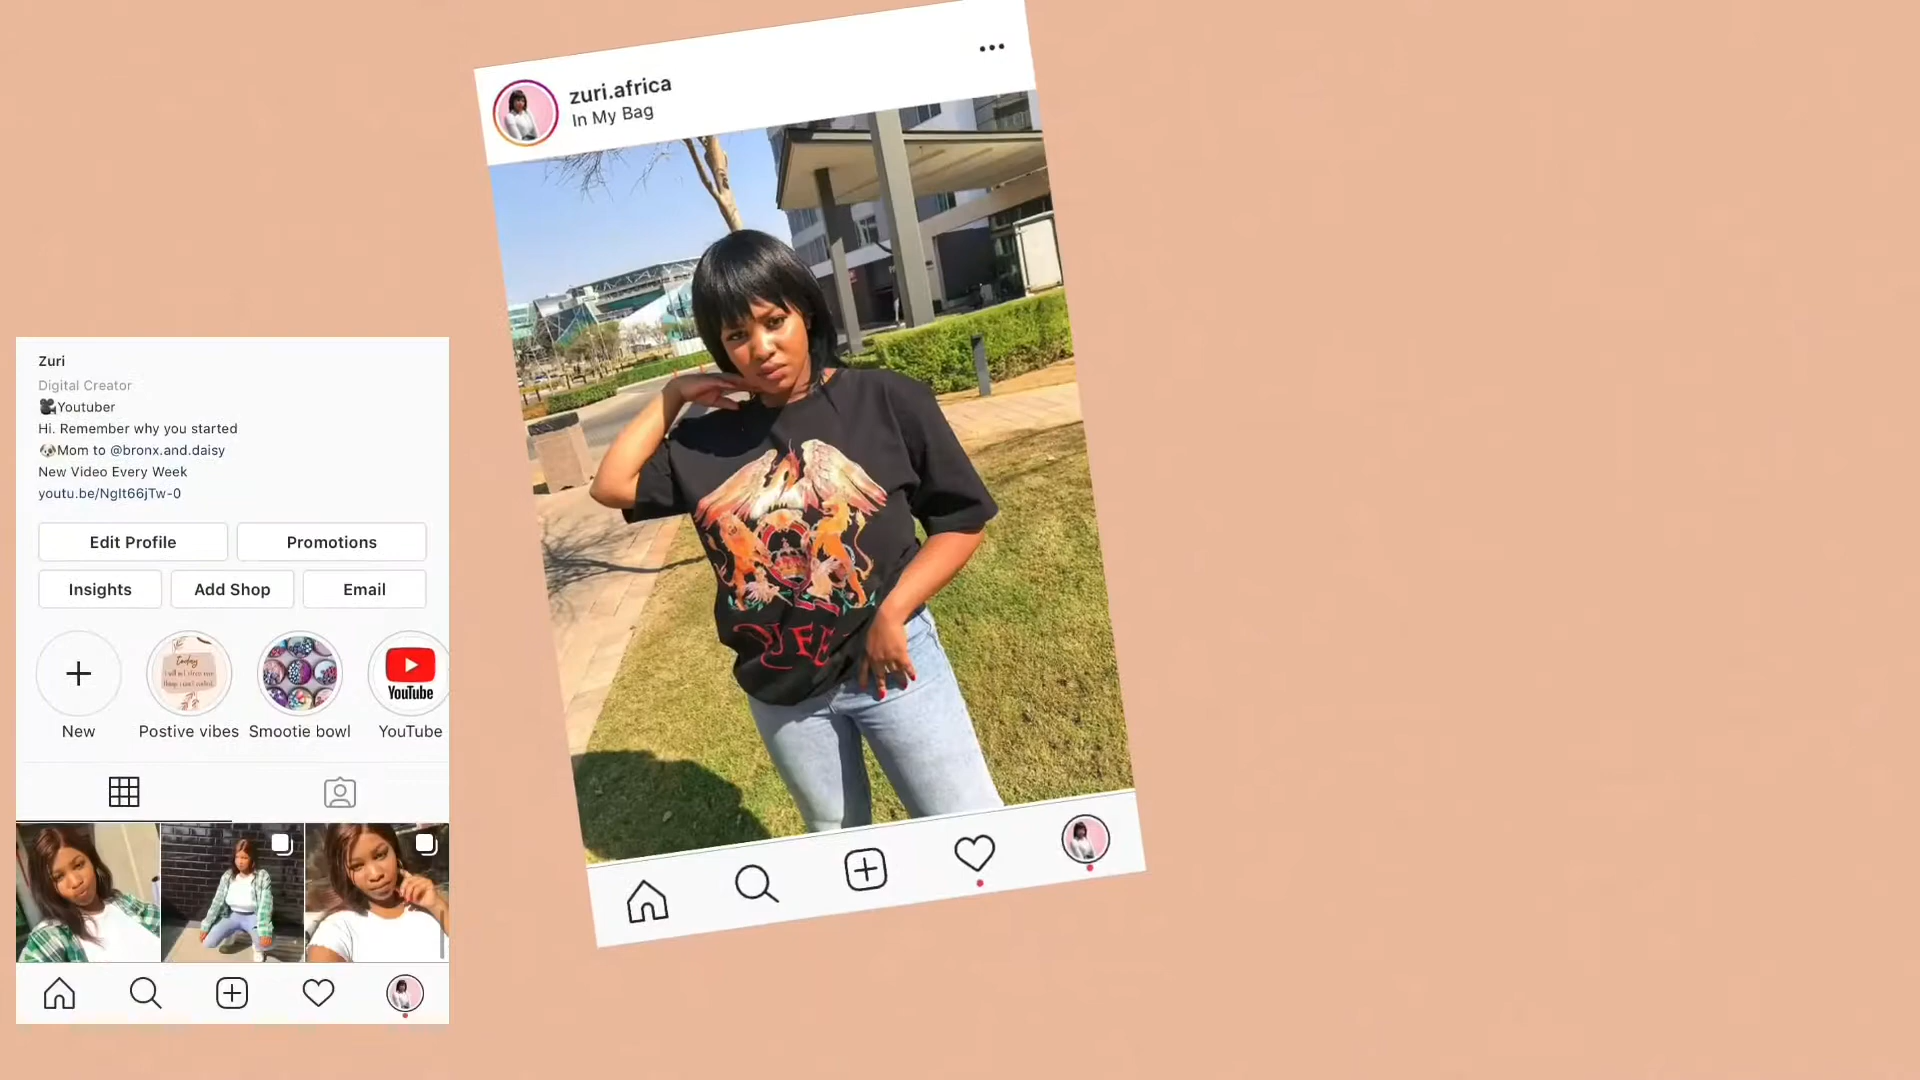 zuri.africa
In My Bag
Zuri
Digital Creator
🎥Youtuber
Hi. Remember why you started
🐶Mom to @bronx.and.daisy
New Video Every Week
youtu.be/NgIt66jTw-0
Edit Profile
Promotions
Insights
Add Shop
Email
today
YouTube
New
Postive vibes
Smootie bowl
YouTube